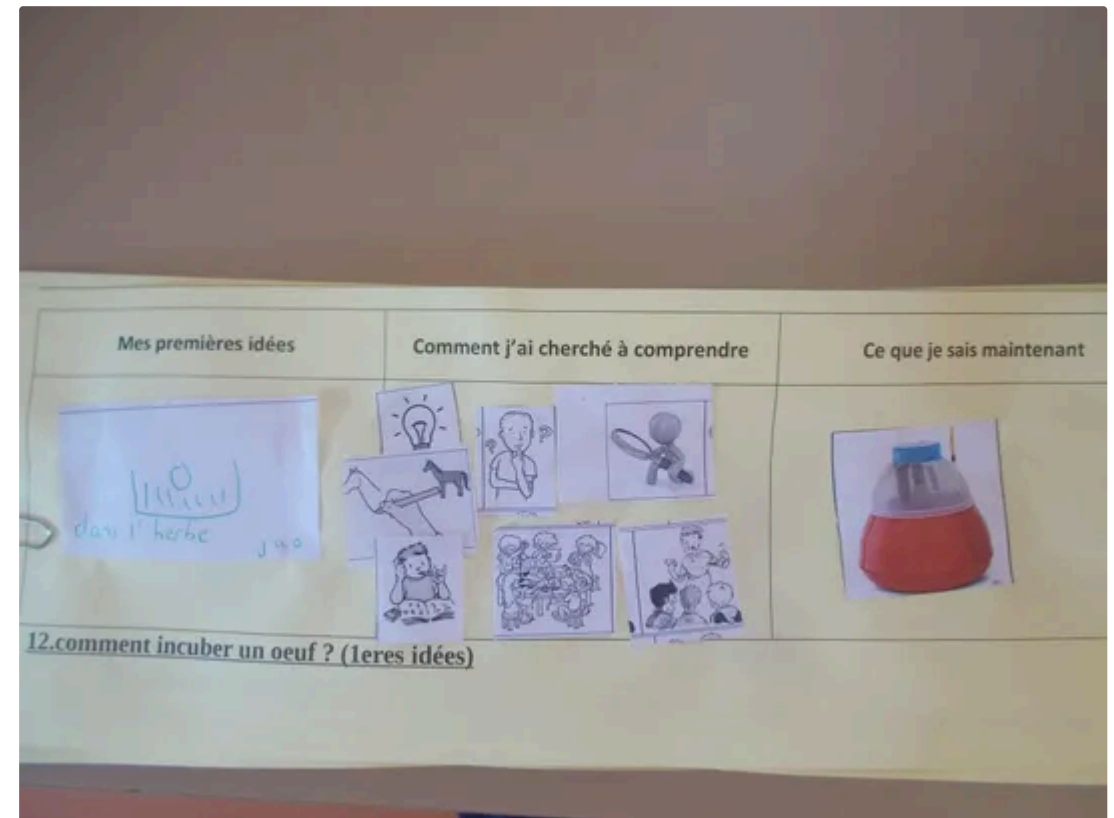 Mes premières idées
Comment j'ai cherché à comprendre
Ce que je sais maintenant
dans l'herbe
12.comment incuber un oeuf ? (1eres idées)